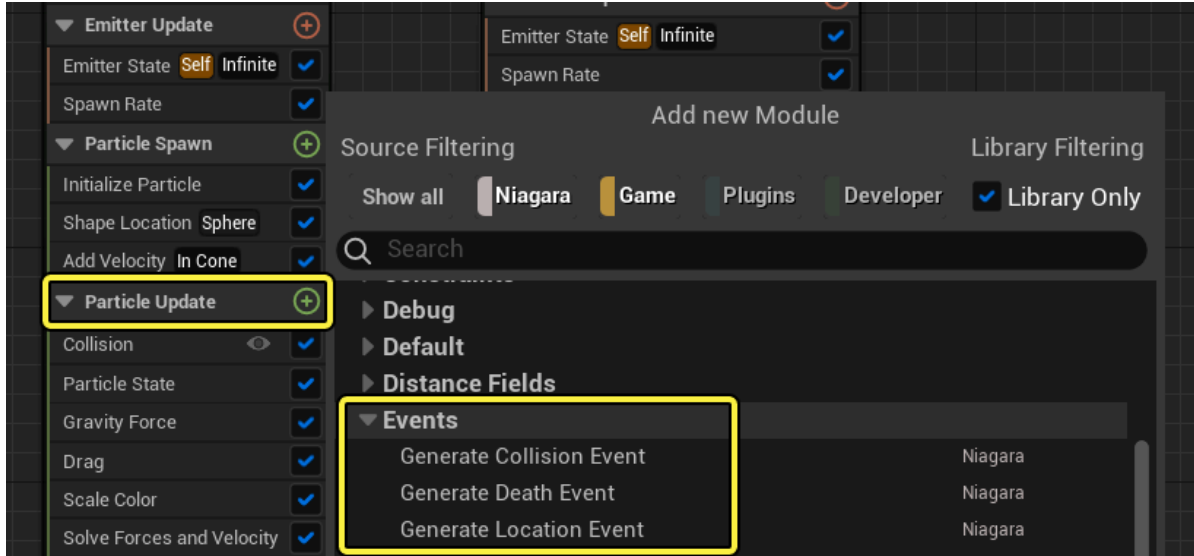 Emitter Update
Emitter State Self Infinite
Spawn Rate
Particle Spawn
Initialize Particle
Shape Location Sphere
Add Velocity In Cone
Particle Update
Collision
Particle State
Gravity Force
Drag
Scale Color
Solve Forces and Velocity
Emitter State Self Infinite
Spawn Rate
Add new Module
Source Filtering
Library Filtering
Show all Niagara Game Plugins Developer Library Only
Search
Debug
Default
Distance Fields
Events
Generate Collision Event Niagara
Generate Death Event Niagara
Generate Location Event Niagara